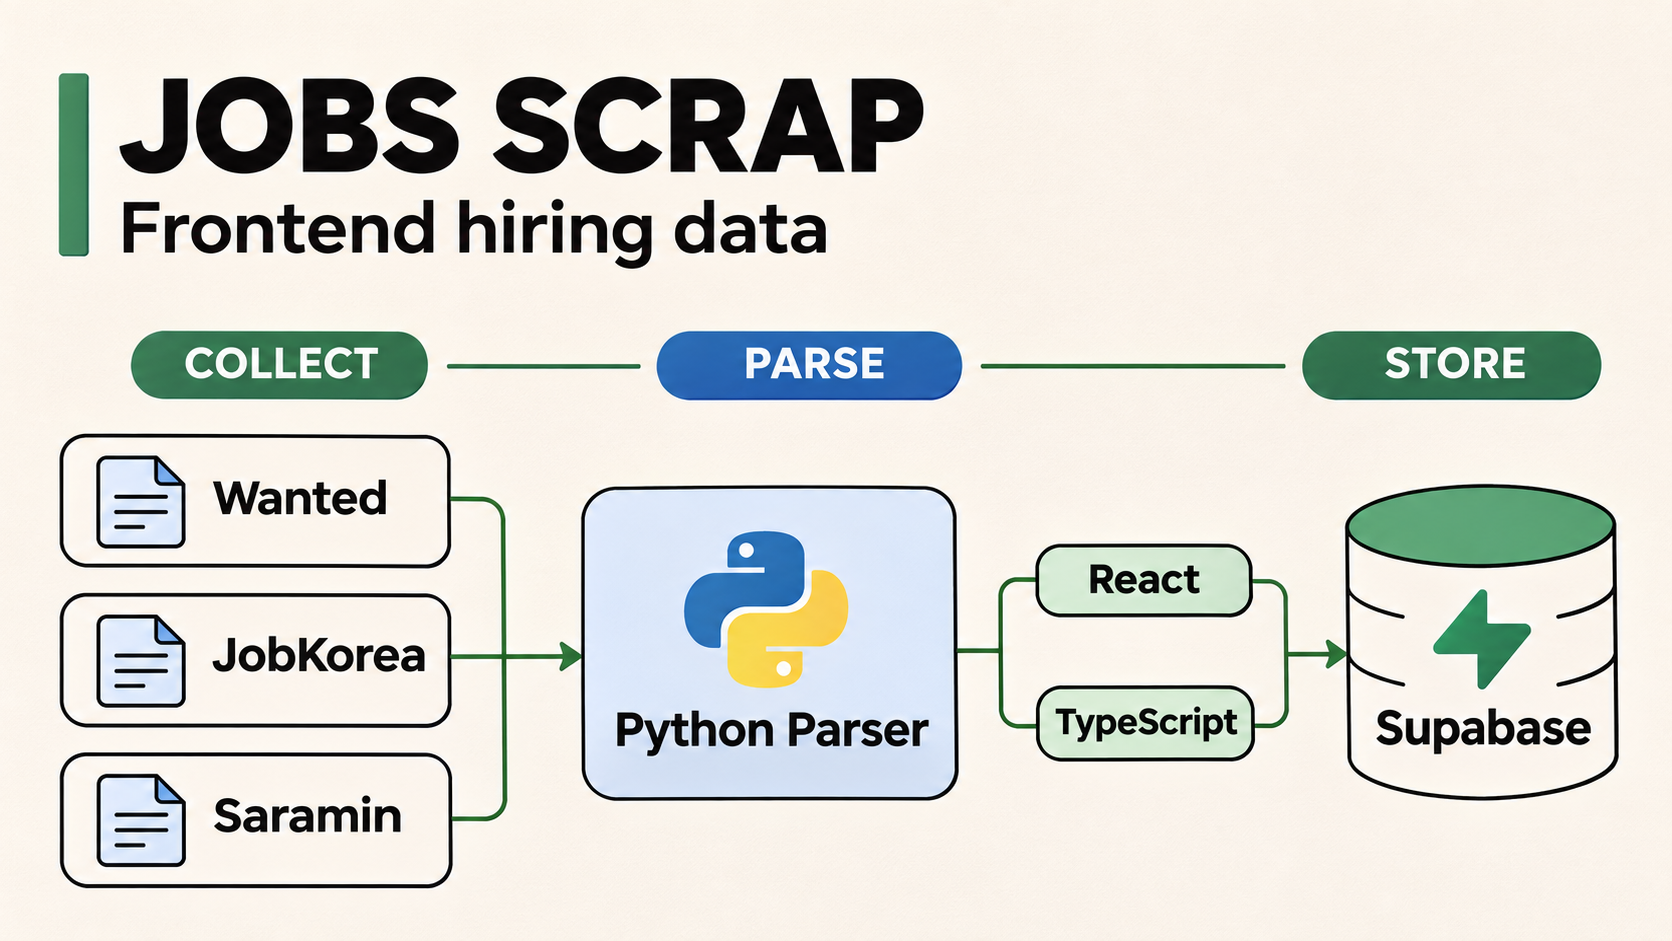 JOBS SCRAP
Frontend hiring data
COLLECT
PARSE
STORE
Wanted
JobKorea
Saramin
Python Parser
React
TypeScript
Supabase